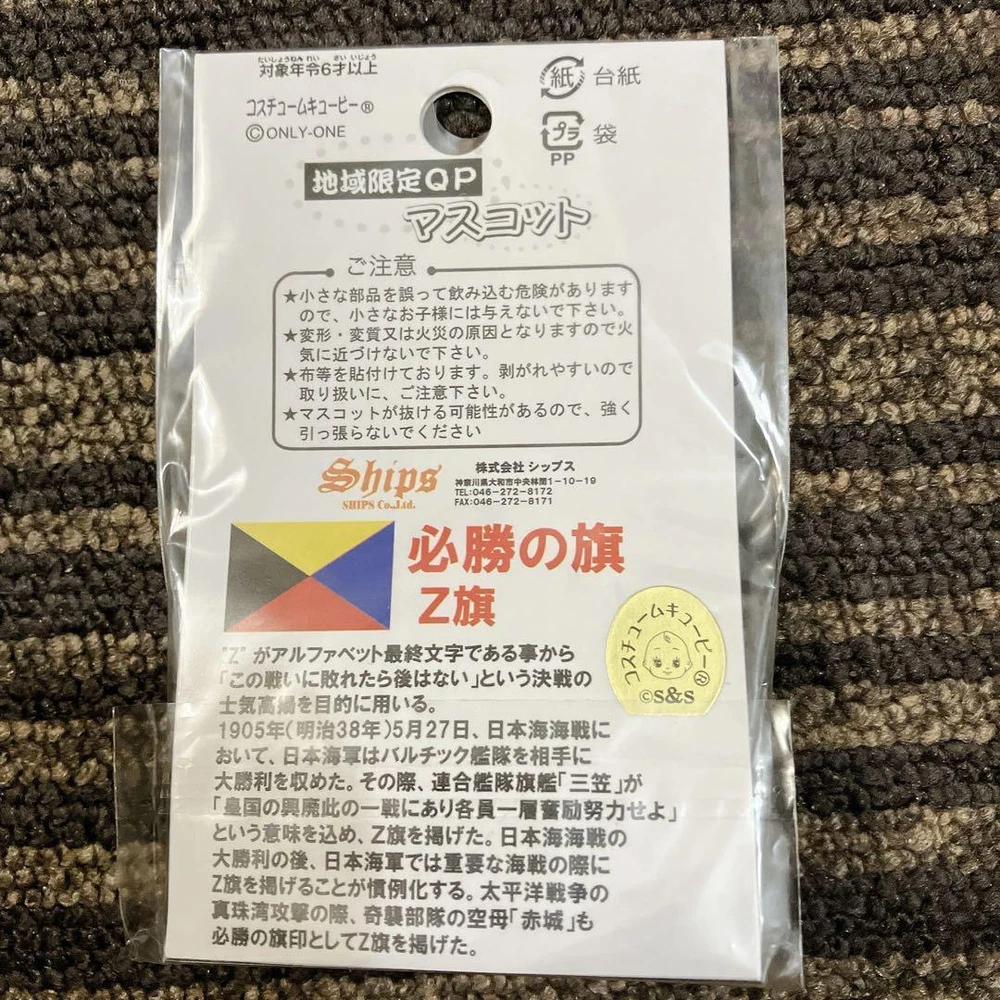 たいしょうねんれい さい いじょう
対象年令6才以上
コスチュームキューピー®
©ONLY-ONE
紙 台紙
プラ 袋
PP
地域限定QP
マスコット
ご注意
★小さな部品を誤って飲み込む危険があります
ので、小さなお子様には与えないで下さい。
★変形・変質又は火災の原因となりますので火
気に近づけないで下さい。
★布等を貼付けております。剥がれやすいので
取り扱いに、ご注意下さい。
★マスコットが抜ける可能性があるので、強く
引っ張らないでください
Ships
SHIPS Co.,Ltd.
株式会社 シップス
神奈川県大和市中央林間1-10-19
TEL:046-272-8172
FAX:046-272-8171
必勝の旗
Z旗
コスチュームキューピー®
©S&S
"Z"がアルファベット最終文字である事から
「この戦いに敗れたら後はない」という決戦の
士気高揚を目的に用いる。
1905年(明治38年)5月27日、日本海海戦に
おいて、日本海軍はバルチック艦隊を相手に
大勝利を収めた。その際、連合艦隊旗艦「三笠」が
「皇国の興廃此の一戦にあり各員一層奮励努力せよ」
という意味を込め、Z旗を掲げた。日本海海戦の
大勝利の後、日本海軍では重要な海戦の際に
Z旗を掲げることが慣例化する。太平洋戦争の
真珠湾攻撃の際、奇襲部隊の空母「赤城」も
必勝の旗印としてZ旗を掲げた。